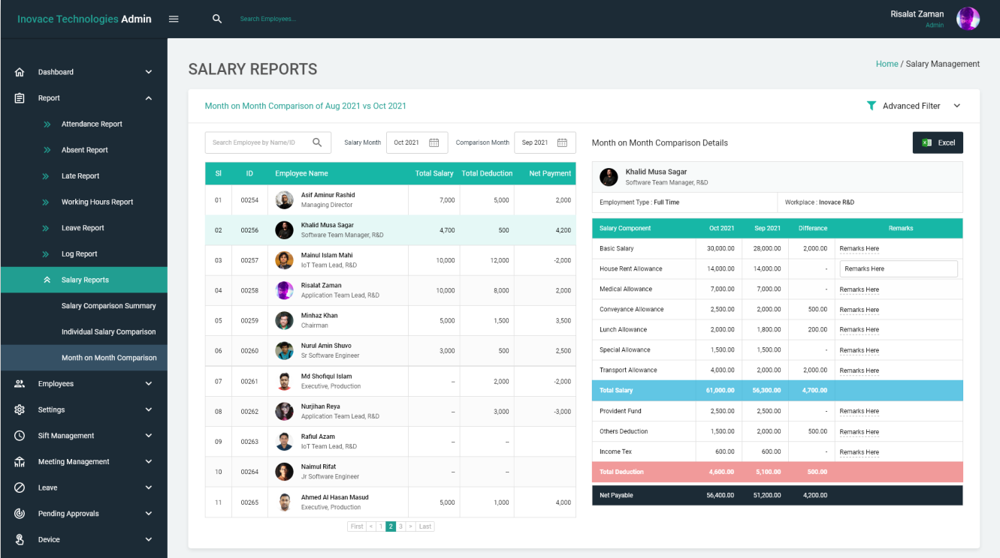 Inovace Technologies Admin
Search Employees...
Risalat Zaman
Admin
Dashboard
Report
Attendance Report
Absent Report
Late Report
Working Hours Report
Leave Report
Log Report
Salary Reports
Salary Comparison Summary
Individual Salary Comparison
Month on Month Comparison
Employees
Settings
Sift Management
Meeting Management
Leave
Pending Approvals
Device
SALARY REPORTS
Home / Salary Management
Month on Month Comparison of Aug 2021 vs Oct 2021
Advanced Filter
Search Employee by Name/ID Salary Month Oct 2021 Comparison Month Sep 2021
SI ID Employee Name Total Salary Total Deduction Net Payment
01 00254 Asif Aminur Rashid 7,000 5,000 2,000
Managing Director
02 00256 Khalid Musa Sagar 4,700 500 4,200
Software Team Manager, R&D
03 00257 Mainul Islam Mahi 10,000 12,000 -2,000
IoT Team Lead, R&D
04 00258 Risalat Zaman 10,000 8,000 2,000
Application Team Lead, R&D
05 00259 Minhaz Khan 5,000 1,500 3,500
Chairman
06 00260 Nurul Amin Shuvo 3,000 500 2,500
Sr Software Engineer
07 00261 Md Shofiqul Islam -- 2,000 -2,000
Executive, Production
08 00262 Nurjihan Reya -- 3,000 -3,000
Application Team Lead, R&D
09 00263 Rafiul Azam -- --
IoT Team Lead, R&D
10 00264 Naimul Rifat -- --
Jr Software Engineer
11 00265 Ahmed Al Hasan Masud 5,000 1,000 4,000
Executive, Production
First < 1 2 3 > Last
Month on Month Comparison Details
Excel
Khalid Musa Sagar
Software Team Manager, R&D
Employment Type : Full Time Workplace : Inovace R&D
Salary Component Oct 2021 Sep 2021 Differance Remarks
Basic Salary 30,000.00 28,000.00 2,000.00 Remarks Here
House Rent Allowance 14,000.00 14,000.00 - Remarks Here
Medical Allowance 7,000.00 7,000.00 - Remarks Here
Conveyance Allowance 2,500.00 2,000.00 500.00 Remarks Here
Lunch Allowance 2,000.00 1,800.00 200.00 Remarks Here
Special Allowance 1,500.00 1,500.00 - Remarks Here
Transport Allowance 4,000.00 2,000.00 2,000.00 Remarks Here
Total Salary 61,000.00 56,300.00 4,700.00
Provident Fund 2,500.00 2,500.00 - Remarks Here
Others Deduction 1,500.00 2,000.00 500.00 Remarks Here
Income Tex 600.00 600.00 - Remarks Here
Total Deduction 4,600.00 5,100.00 500.00
Net Payable 56,400.00 51,200.00 4,200.00